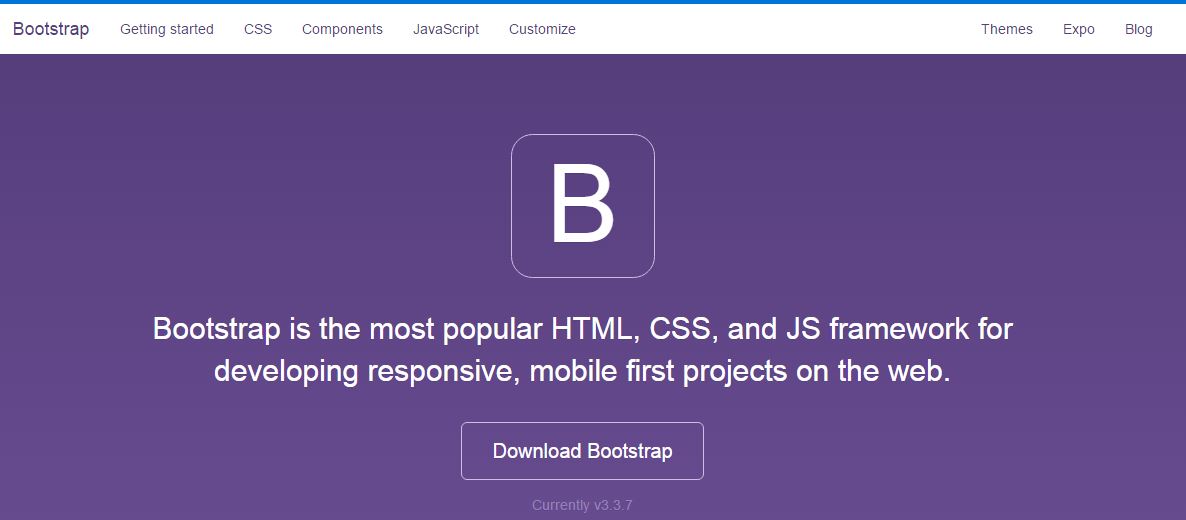 Bootstrap Getting started CSS Components JavaScript Customize Themes Expo Blog
B
Bootstrap is the most popular HTML, CSS, and JS framework for
developing responsive, mobile first projects on the web.
Download Bootstrap
Currently v3.3.7